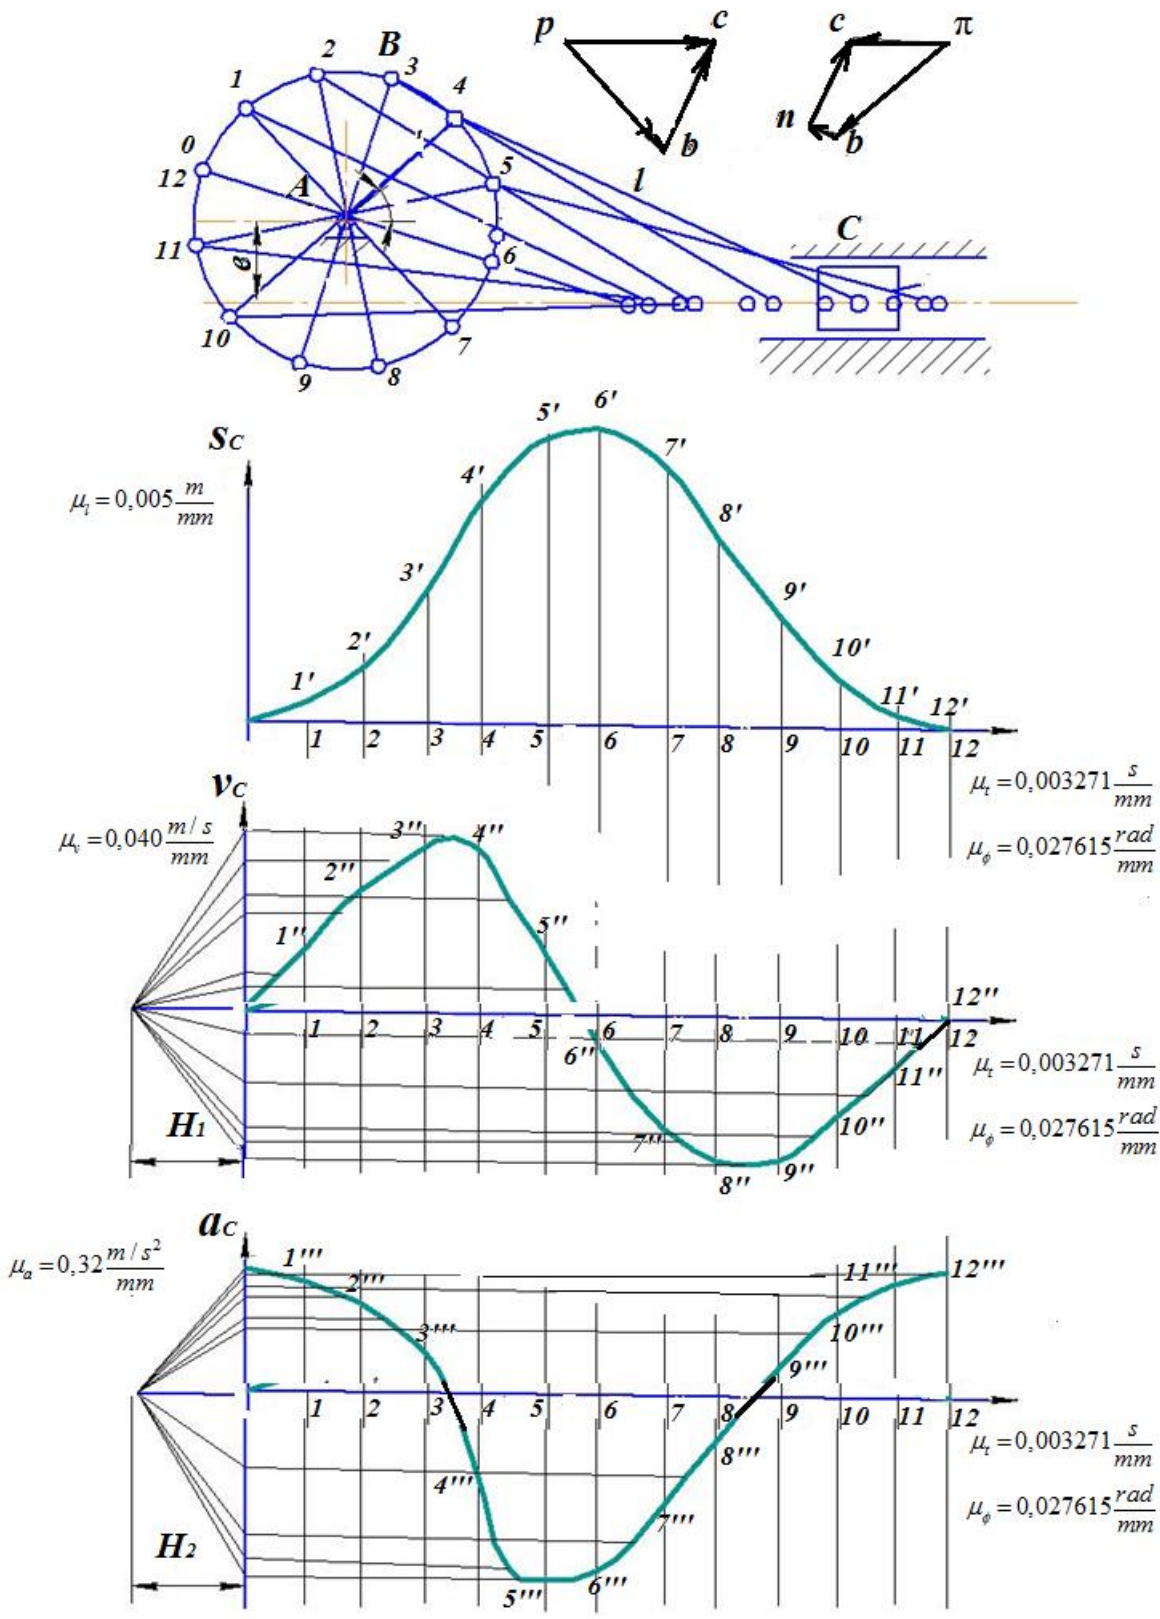 p c c π
n b
b
2 B 3 4
1
l
0
12 A 5
C
11 e 6
10 7
9 8
5' 6'
s_C 7'
4'
μ_l = 0,005 m/mm
8'
3' 9'
2' 10'
1' 11' 12'
1 2 3 4 5 6 7 8 9 10 11 12
μ_t = 0,003271 s/mm
v_C
μ_v = 0,040 m/s/mm
μ_ϕ = 0,027615 rad/mm
3'' 4''
2''
1'' 5''
12''
1 2 3 4 5 6 7 8 9 10 11 12
6''
μ_t = 0,003271 s/mm
11''
H1 7'' 10''
μ_ϕ = 0,027615 rad/mm
8'' 9''
a_C
μ_a = 0,32 m/s²/mm
1''' 2''' 11''' 12'''
3''' 10'''
9'''
1 2 3 4 5 6 7 8 9 10 11 12
μ_t = 0,003271 s/mm
8'''
4'''
7'''
μ_ϕ = 0,027615 rad/mm
H2
5''' 6'''